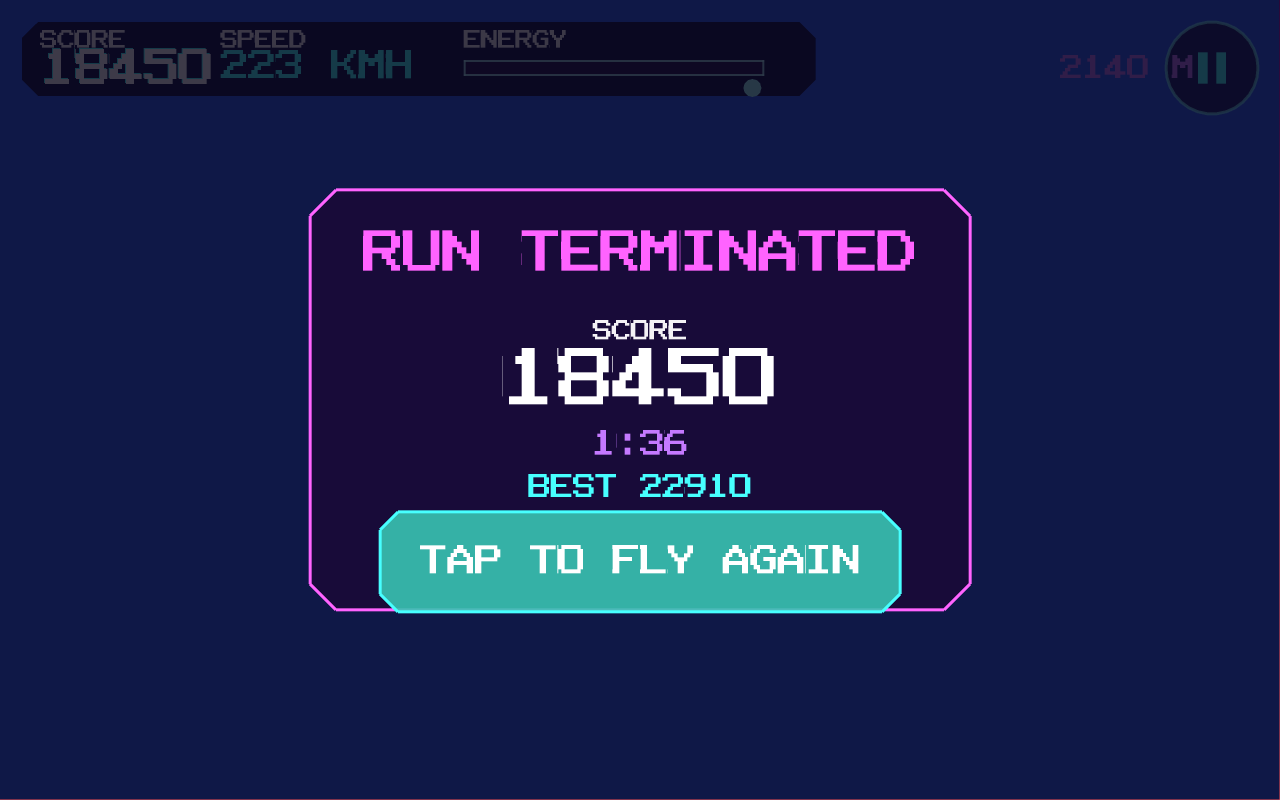 SCORE SPEED ENERGY
18450 223 KMH 2140 M
RUN TERMINATED
SCORE
18450
1:36
BEST 22910
TAP TO FLY AGAIN